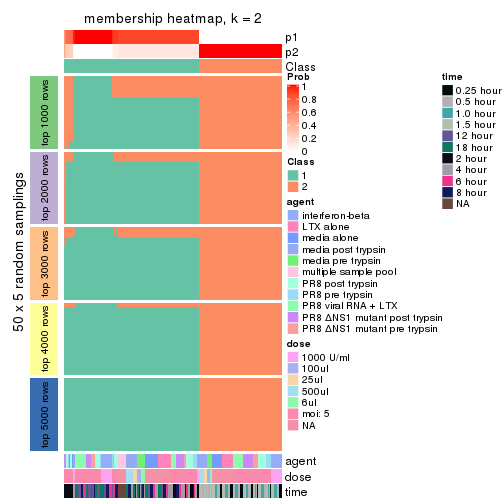 membership heatmap, k = 2
p1
p2
Class
50 x 5 random samplings
top 1000 rows
top 2000 rows
top 3000 rows
top 4000 rows
top 5000 rows
agent
dose
time
Prob
1
0.8
0.6
0.4
0.2
0
Class
1
2
agent
interferon-beta
LTX alone
media alone
media post trypsin
media pre trypsin
multiple sample pool
PR8 post trypsin
PR8 pre trypsin
PR8 viral RNA + LTX
PR8 ΔNS1 mutant post trypsin
PR8 ΔNS1 mutant pre trypsin
dose
1000 U/ml
100ul
25ul
500ul
6ul
moi: 5
NA
time
0.25 hour
0.5 hour
1.0 hour
1.5 hour
12 hour
18 hour
2 hour
4 hour
6 hour
8 hour
NA